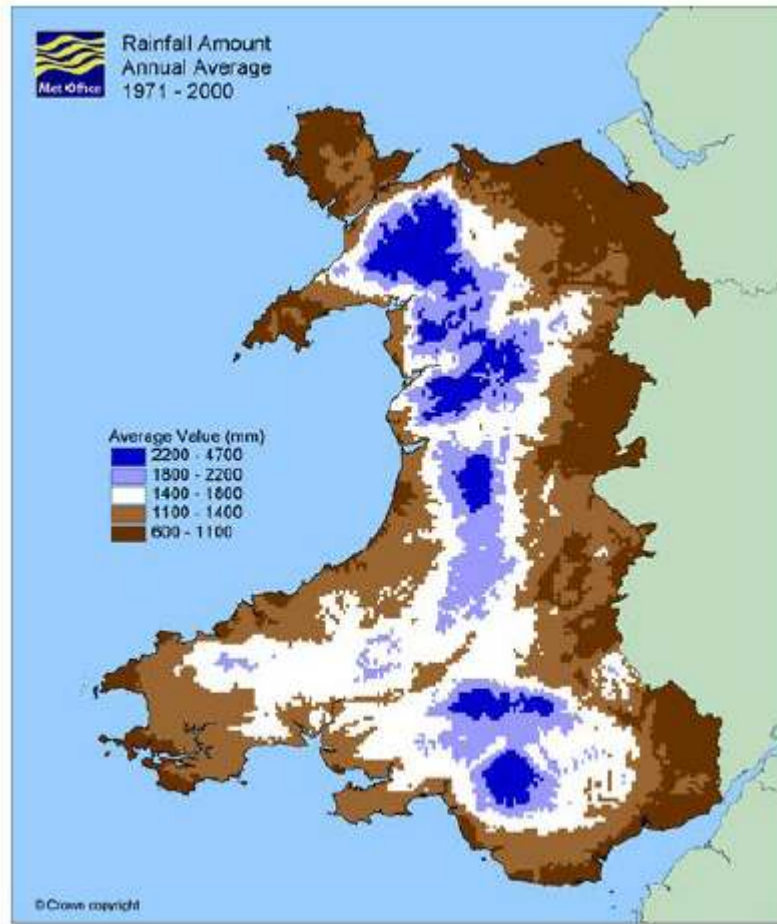 Rainfall Amount
Annual Average
1971 - 2000
Met Office
Average Value (mm)
2200 - 4700
1800 - 2200
1400 - 1800
1100 - 1400
600 - 1100
© Crown copyright